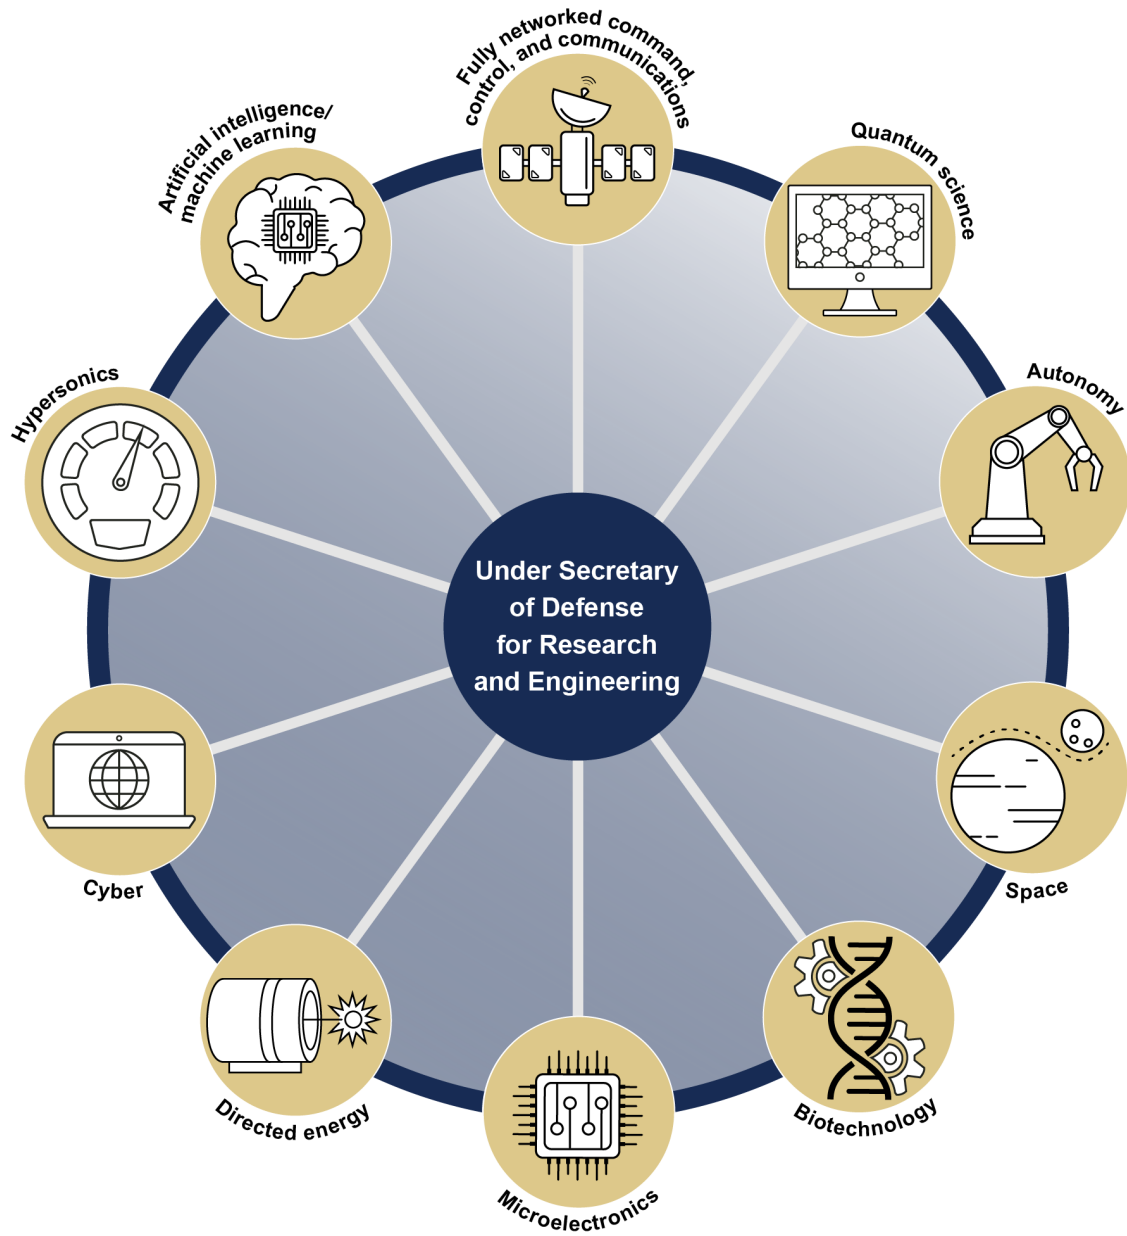 Fully networked command,
control, and communications
Quantum science
Autonomy
Space
Biotechnology
Microelectronics
Directed energy
Cyber
Hypersonics
Artificial intelligence/
machine learning
Under Secretary
of Defense
for Research
and Engineering